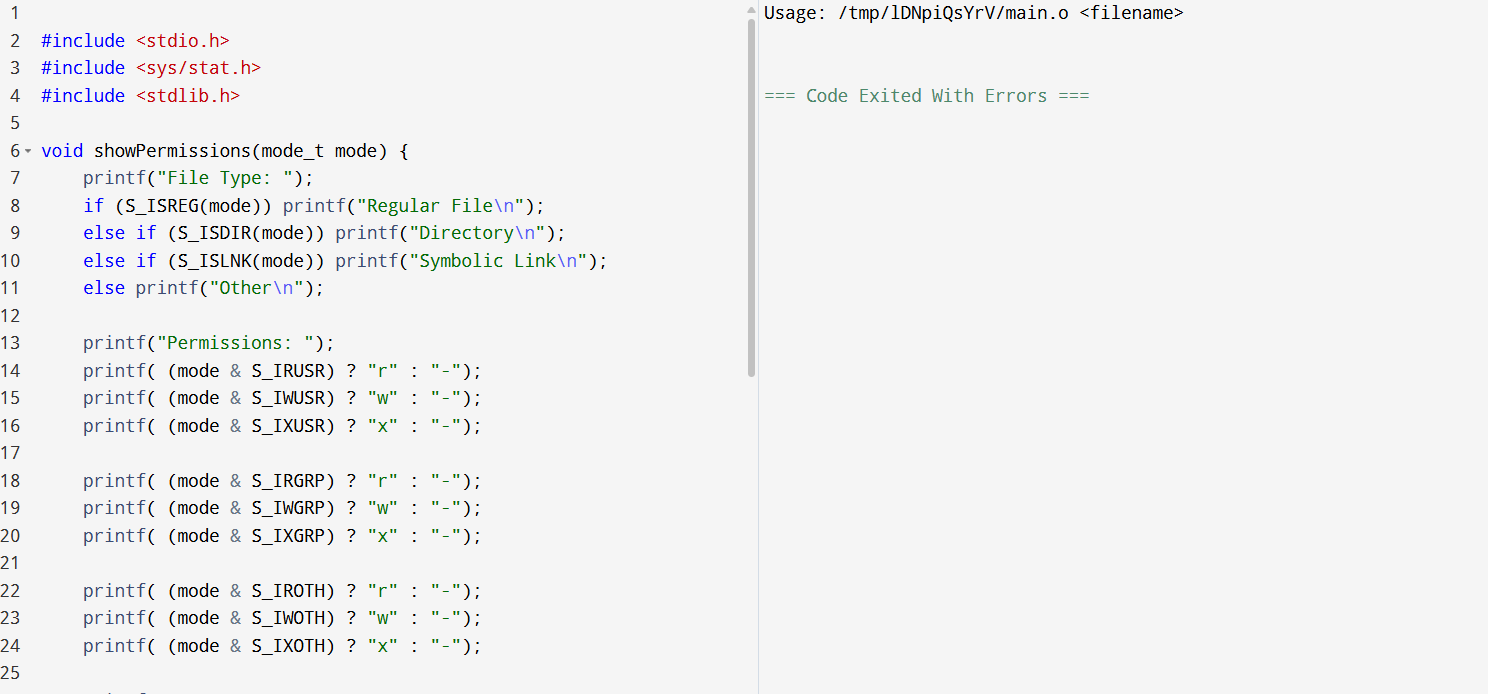 1
2 #include <stdio.h>
3 #include <sys/stat.h>
4 #include <stdlib.h>
5
6 void showPermissions(mode_t mode) {
7     printf("File Type: ");
8     if (S_ISREG(mode)) printf("Regular File\n");
9     else if (S_ISDIR(mode)) printf("Directory\n");
10     else if (S_ISLNK(mode)) printf("Symbolic Link\n");
11     else printf("Other\n");
12
13     printf("Permissions: ");
14     printf( (mode & S_IRUSR) ? "r" : "-");
15     printf( (mode & S_IWUSR) ? "w" : "-");
16     printf( (mode & S_IXUSR) ? "x" : "-");
17
18     printf( (mode & S_IRGRP) ? "r" : "-");
19     printf( (mode & S_IWGRP) ? "w" : "-");
20     printf( (mode & S_IXGRP) ? "x" : "-");
21
22     printf( (mode & S_IROTH) ? "r" : "-");
23     printf( (mode & S_IWOTH) ? "w" : "-");
24     printf( (mode & S_IXOTH) ? "x" : "-");
25
Usage: /tmp/lDNpiQsYrV/main.o <filename>
=== Code Exited With Errors ===